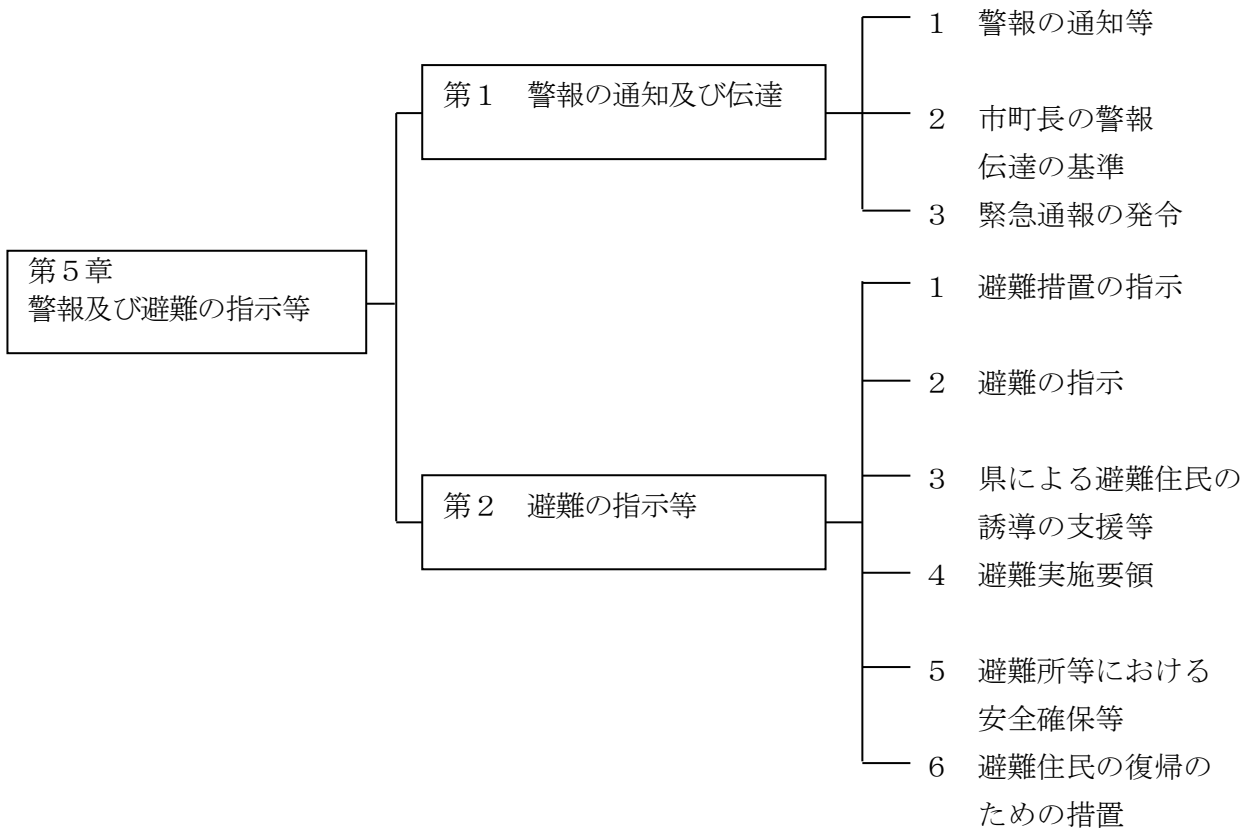 第５章
警報及び避難の指示等
第１　警報の通知及び伝達
１　警報の通知等
２　市町長の警報
伝達の基準
３　緊急通報の発令
第２　避難の指示等
１　避難措置の指示
２　避難の指示
３　県による避難住民の
誘導の支援等
４　避難実施要領
５　避難所等における
安全確保等
６　避難住民の復帰の
ための措置